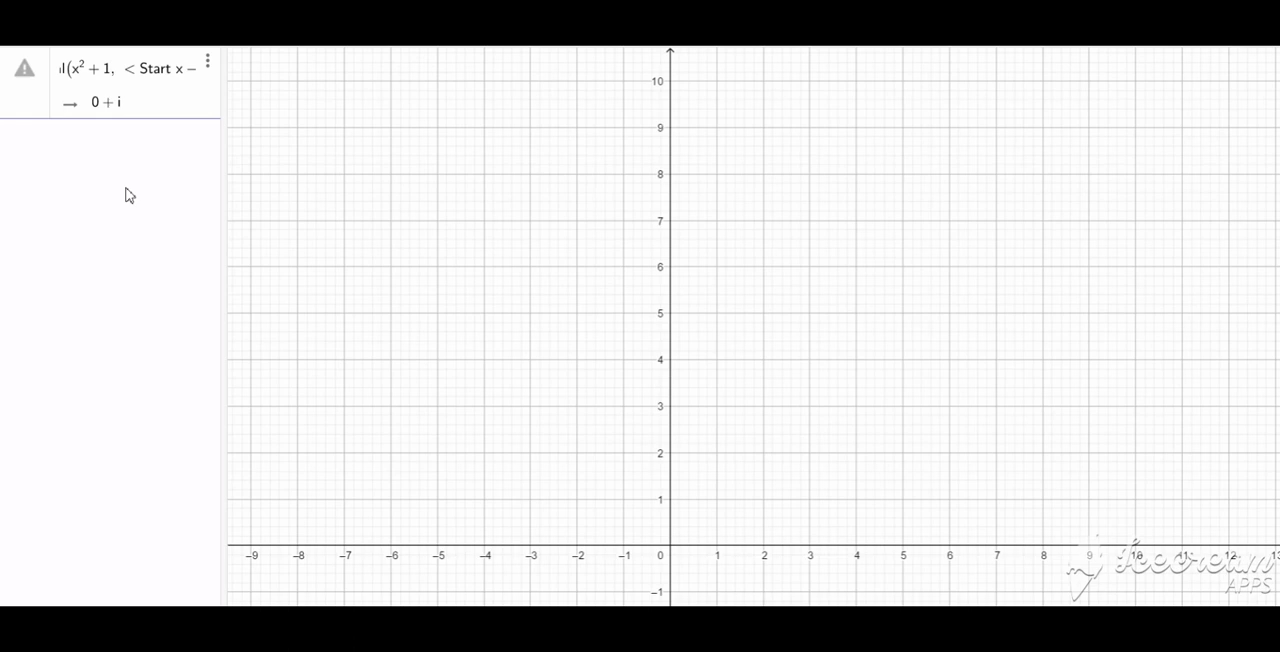 l(x² + 1, < Start x –
→ 0 + i
10
9
8
7
6
5
4
3
2
1
–9 –8 –7 –6 –5 –4 –3 –2 –1 0 1 2 3 4 5 6 7 8 9 10 11 12 13
–1
Icecream
APPS